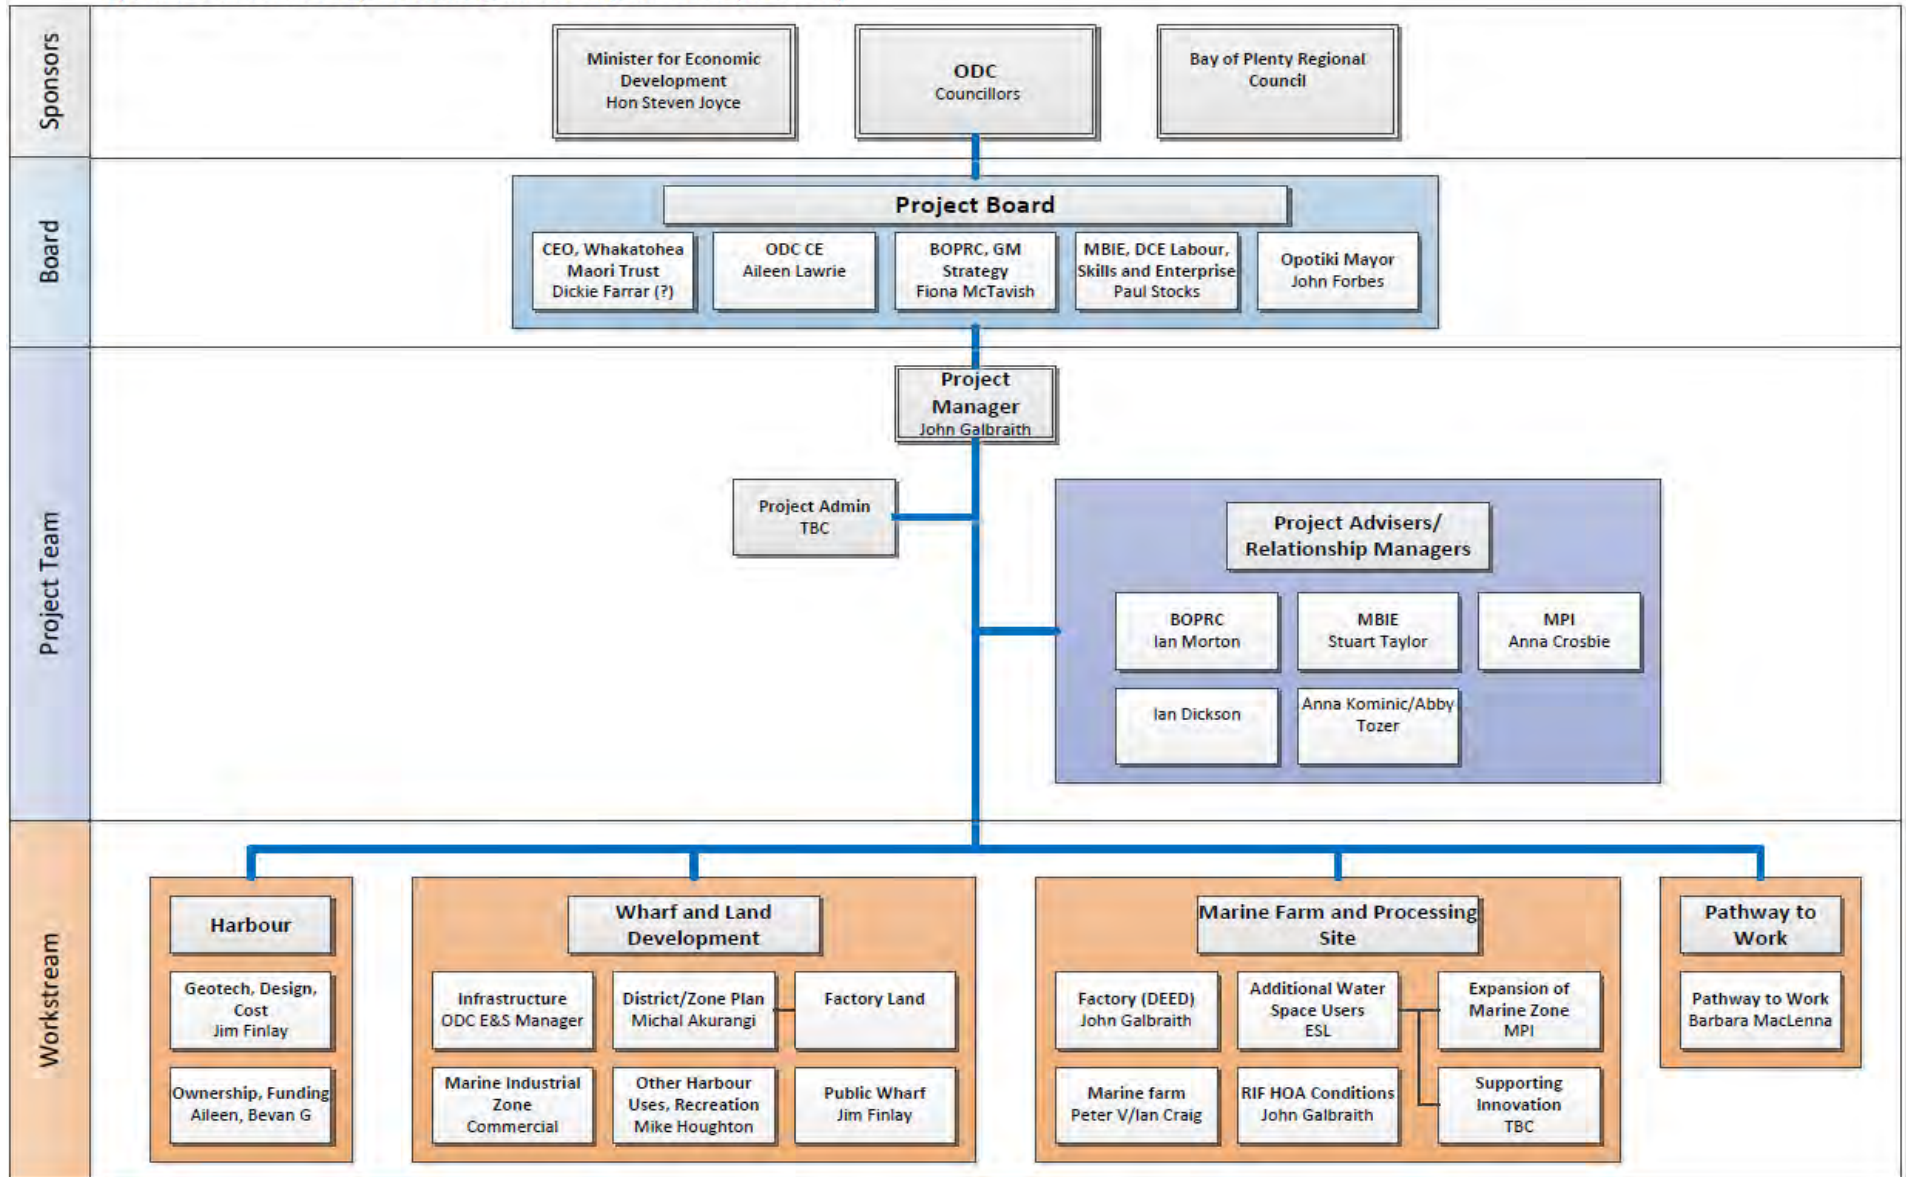 Sponsors
Minister for Economic
Development
Hon Steven Joyce
ODC
Councillors
Bay of Plenty Regional
Council
Board
Project Board
CEO, Whakatohea
Maori Trust
Dickie Farrar (?)
ODC CE
Aileen Lawrie
BOPRC, GM
Strategy
Fiona McTavish
MBIE, DCE Labour,
Skills and Enterprise
Paul Stocks
Opotiki Mayor
John Forbes
Project Team
Project
Manager
John Galbraith
Project Admin
TBC
Project Advisers/
Relationship Managers
BOPRC
Ian Morton
MBIE
Stuart Taylor
MPI
Anna Crosbie
Ian Dickson
Anna Kominic/Abby
Tozer
Workstream
Harbour
Geotech, Design,
Cost
Jim Finlay
Ownership, Funding
Aileen, Bevan G
Wharf and Land
Development
Infrastructure
ODC E&S Manager
District/Zone Plan
Michal Akurangi
Factory Land
Marine Industrial
Zone
Commercial
Other Harbour
Uses, Recreation
Mike Houghton
Public Wharf
Jim Finlay
Marine Farm and Processing
Site
Factory (DEED)
John Galbraith
Additional Water
Space Users
ESL
Expansion of
Marine Zone
MPI
Marine farm
Peter V/Ian Craig
RIF HOA Conditions
John Galbraith
Supporting
Innovation
TBC
Pathway to
Work
Pathway to Work
Barbara MacLenna